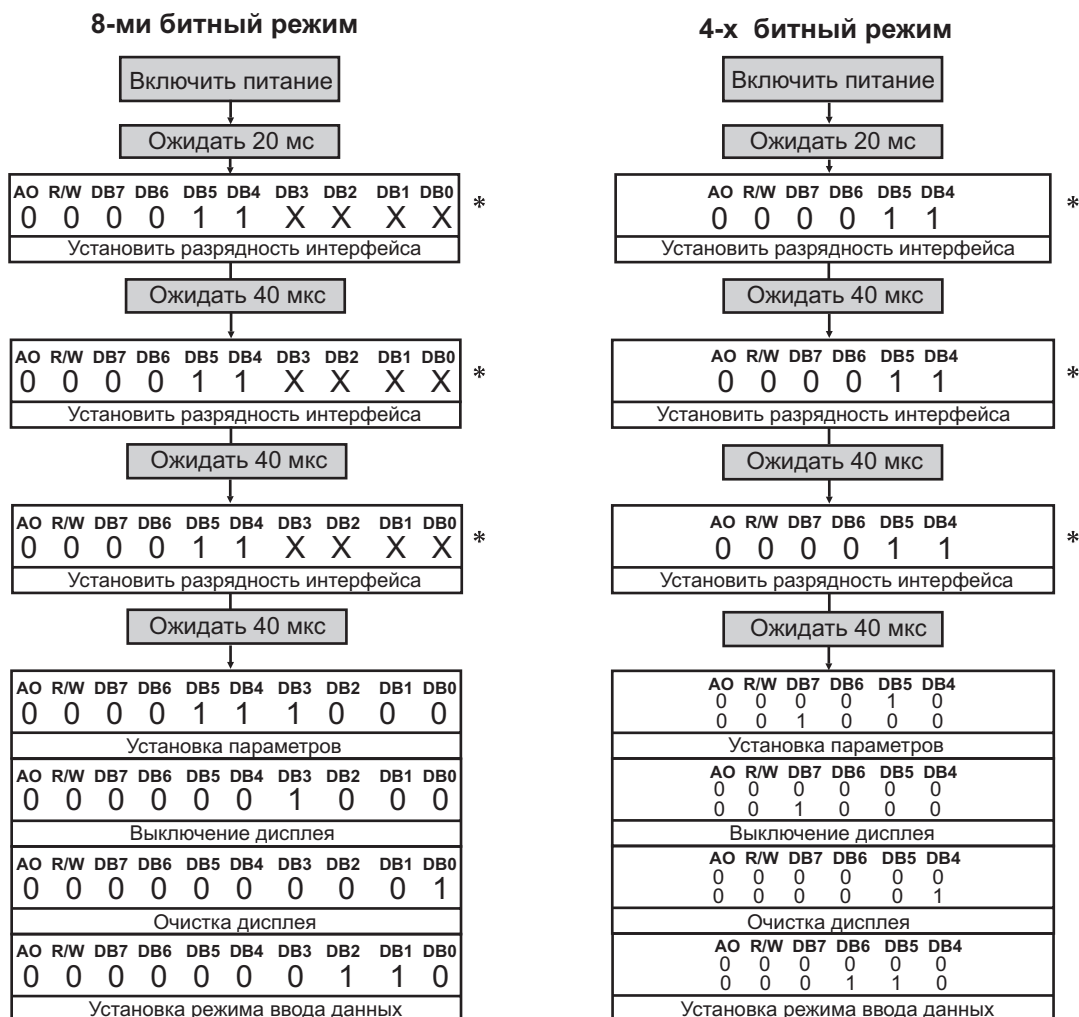 8-ми битный режим
Включить питание
Ожидать 20 мс
AO R/W DB7 DB6 DB5 DB4 DB3 DB2 DB1 DB0
0 0 0 0 1 1 X X X X *
Установить разрядность интерфейса
Ожидать 40 мкс
AO R/W DB7 DB6 DB5 DB4 DB3 DB2 DB1 DB0
0 0 0 0 1 1 X X X X *
Установить разрядность интерфейса
Ожидать 40 мкс
AO R/W DB7 DB6 DB5 DB4 DB3 DB2 DB1 DB0
0 0 0 0 1 1 X X X X *
Установить разрядность интерфейса
Ожидать 40 мкс
AO R/W DB7 DB6 DB5 DB4 DB3 DB2 DB1 DB0
0 0 0 0 1 1 1 0 0 0
Установка параметров
AO R/W DB7 DB6 DB5 DB4 DB3 DB2 DB1 DB0
0 0 0 0 0 0 1 0 0 0
Выключение дисплея
AO R/W DB7 DB6 DB5 DB4 DB3 DB2 DB1 DB0
0 0 0 0 0 0 0 0 0 1
Очистка дисплея
AO R/W DB7 DB6 DB5 DB4 DB3 DB2 DB1 DB0
0 0 0 0 0 0 0 1 1 0
Установка режима ввода данных
4-х битный режим
Включить питание
Ожидать 20 мс
AO R/W DB7 DB6 DB5 DB4
0 0 0 0 1 1 *
Установить разрядность интерфейса
Ожидать 40 мкс
AO R/W DB7 DB6 DB5 DB4
0 0 0 0 1 1 *
Установить разрядность интерфейса
Ожидать 40 мкс
AO R/W DB7 DB6 DB5 DB4
0 0 0 0 1 1 *
Установить разрядность интерфейса
Ожидать 40 мкс
AO R/W DB7 DB6 DB5 DB4
0 0 0 0 1 0
0 0 1 0 0 0
Установка параметров
AO R/W DB7 DB6 DB5 DB4
0 0 0 0 0 0
0 0 1 0 0 0
Выключение дисплея
AO R/W DB7 DB6 DB5 DB4
0 0 0 0 0 0
0 0 0 0 0 1
Очистка дисплея
AO R/W DB7 DB6 DB5 DB4
0 0 0 0 0 0
0 0 0 1 1 0
Установка режима ввода данных